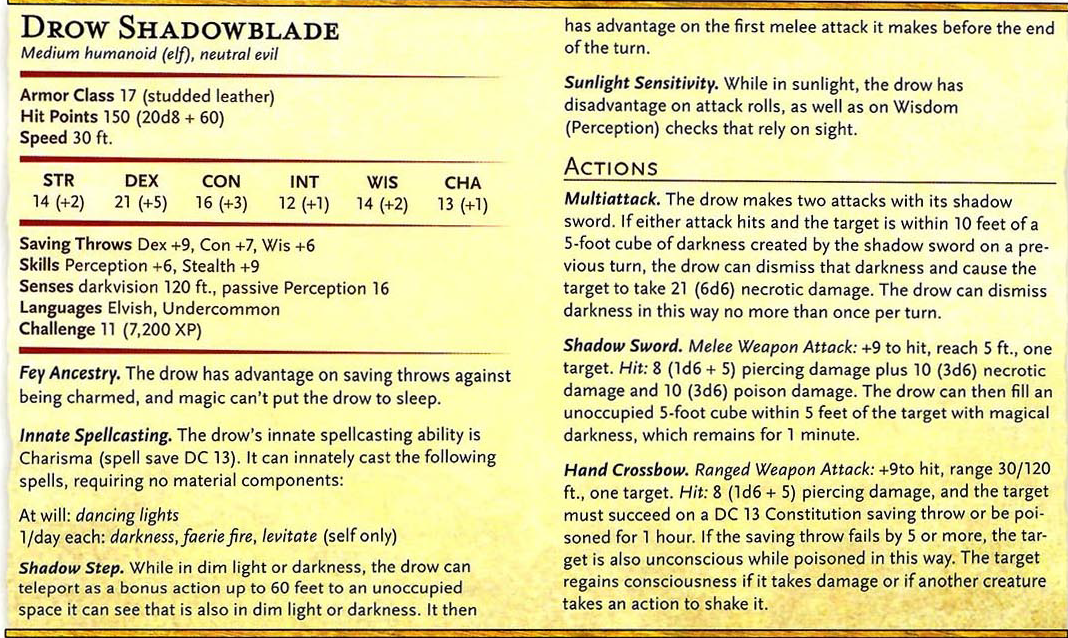 DROW SHADOWBLADE
Medium humanoid (elf), neutral evil
Armor Class 17 (studded leather)
Hit Points 150 (20d8 + 60)
Speed 30 ft.
STR DEX CON INT WIS CHA
14 (+2) 21 (+5) 16 (+3) 12 (+1) 14 (+2) 13 (+1)
Saving Throws Dex +9, Con +7, Wis +6
Skills Perception +6, Stealth +9
Senses darkvision 120 ft., passive Perception 16
Languages Elvish, Undercommon
Challenge 11 (7,200 XP)
Fey Ancestry. The drow has advantage on saving throws against
being charmed, and magic can't put the drow to sleep.
Innate Spellcasting. The drow's innate spellcasting ability is
Charisma (spell save DC 13). It can innately cast the following
spells, requiring no material components:
At will: dancing lights
1/day each: darkness, faerie fire, levitate (self only)
Shadow Step. While in dim light or darkness, the drow can
teleport as a bonus action up to 60 feet to an unoccupied
space it can see that is also in dim light or darkness. It then
has advantage on the first melee attack it makes before the end
of the turn.
Sunlight Sensitivity. While in sunlight, the drow has
disadvantage on attack rolls, as well as on Wisdom
(Perception) checks that rely on sight.
ACTIONS
Multiattack. The drow makes two attacks with its shadow
sword. If either attack hits and the target is within 10 feet of a
5-foot cube of darkness created by the shadow sword on a pre-
vious turn, the drow can dismiss that darkness and cause the
target to take 21 (6d6) necrotic damage. The drow can dismiss
darkness in this way no more than once per turn.
Shadow Sword. Melee Weapon Attack: +9 to hit, reach 5 ft., one
target. Hit: 8 (1d6 + 5) piercing damage plus 10 (3d6) necrotic
damage and 10 (3d6) poison damage. The drow can then fill an
unoccupied 5-foot cube within 5 feet of the target with magical
darkness, which remains for 1 minute.
Hand Crossbow. Ranged Weapon Attack: +9to hit, range 30/120
ft., one target. Hit: 8 (1d6 + 5) piercing damage, and the target
must succeed on a DC 13 Constitution saving throw or be poi-
soned for 1 hour. If the saving throw fails by 5 or more, the tar-
get is also unconscious while poisoned in this way. The target
regains consciousness if it takes damage or if another creature
takes an action to shake it.